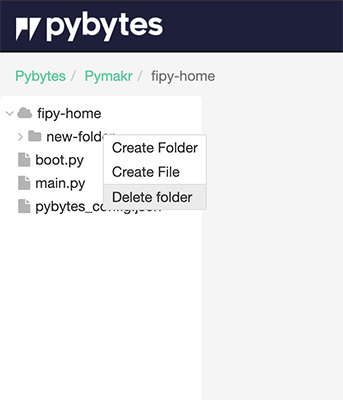 pybytes
Pybytes / Pymakr / fipy-home
fipy-home
new-folder
Create Folder
boot.py
Create File
main.py
Delete folder
pybytes_config.json